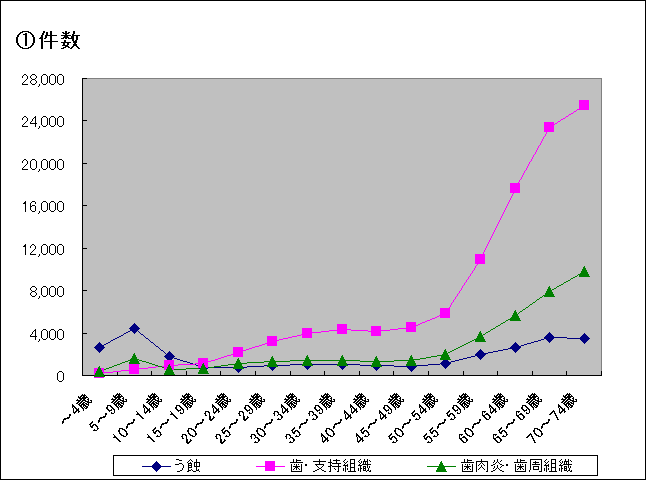 ①件数
28,000
24,000
20,000
16,000
12,000
8,000
4,000
0
～4歳
5～9歳
10～14歳
15～19歳
20～24歳
25～29歳
30～34歳
35～39歳
40～44歳
45～49歳
50～54歳
55～59歳
60～64歳
65～69歳
70～74歳
う蝕 歯・支持組織 歯肉炎・歯周組織